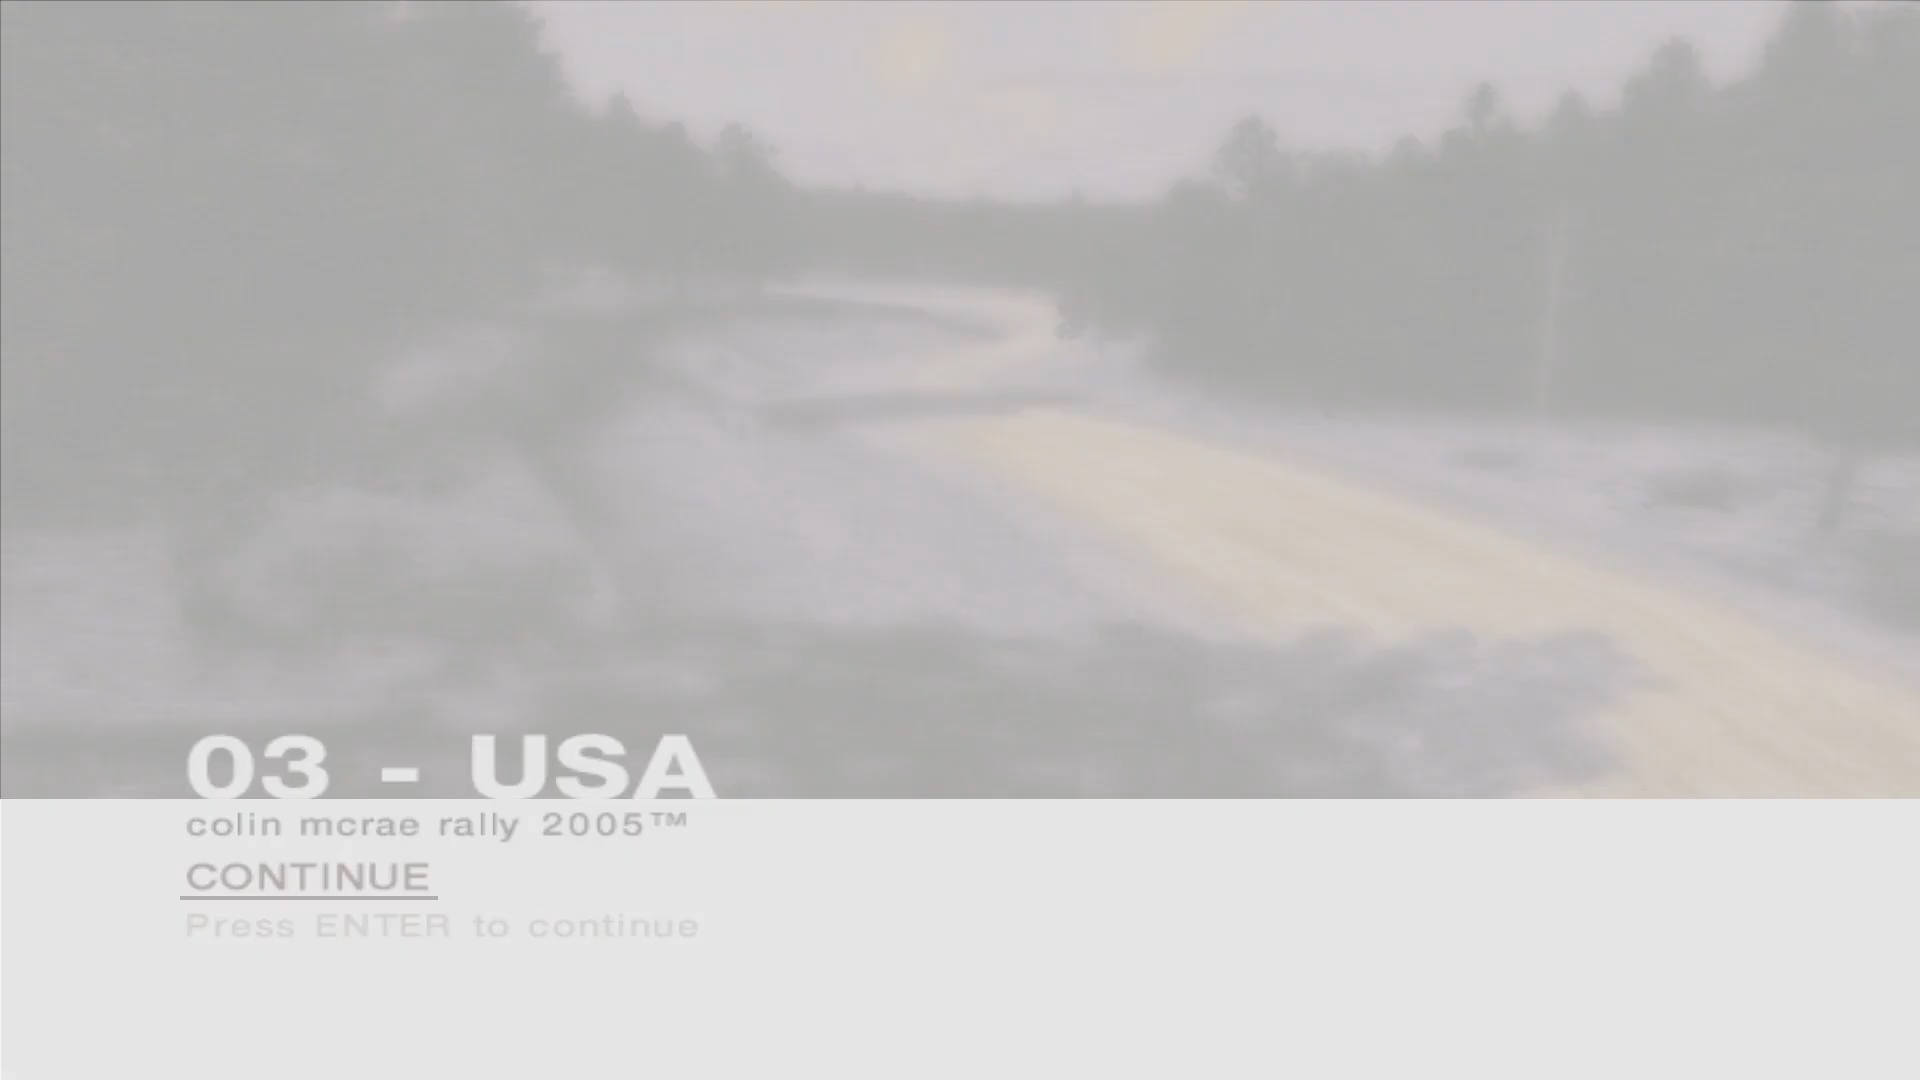 03 - USA
colin mcrae rally 2005™
CONTINUE
Press ENTER to continue